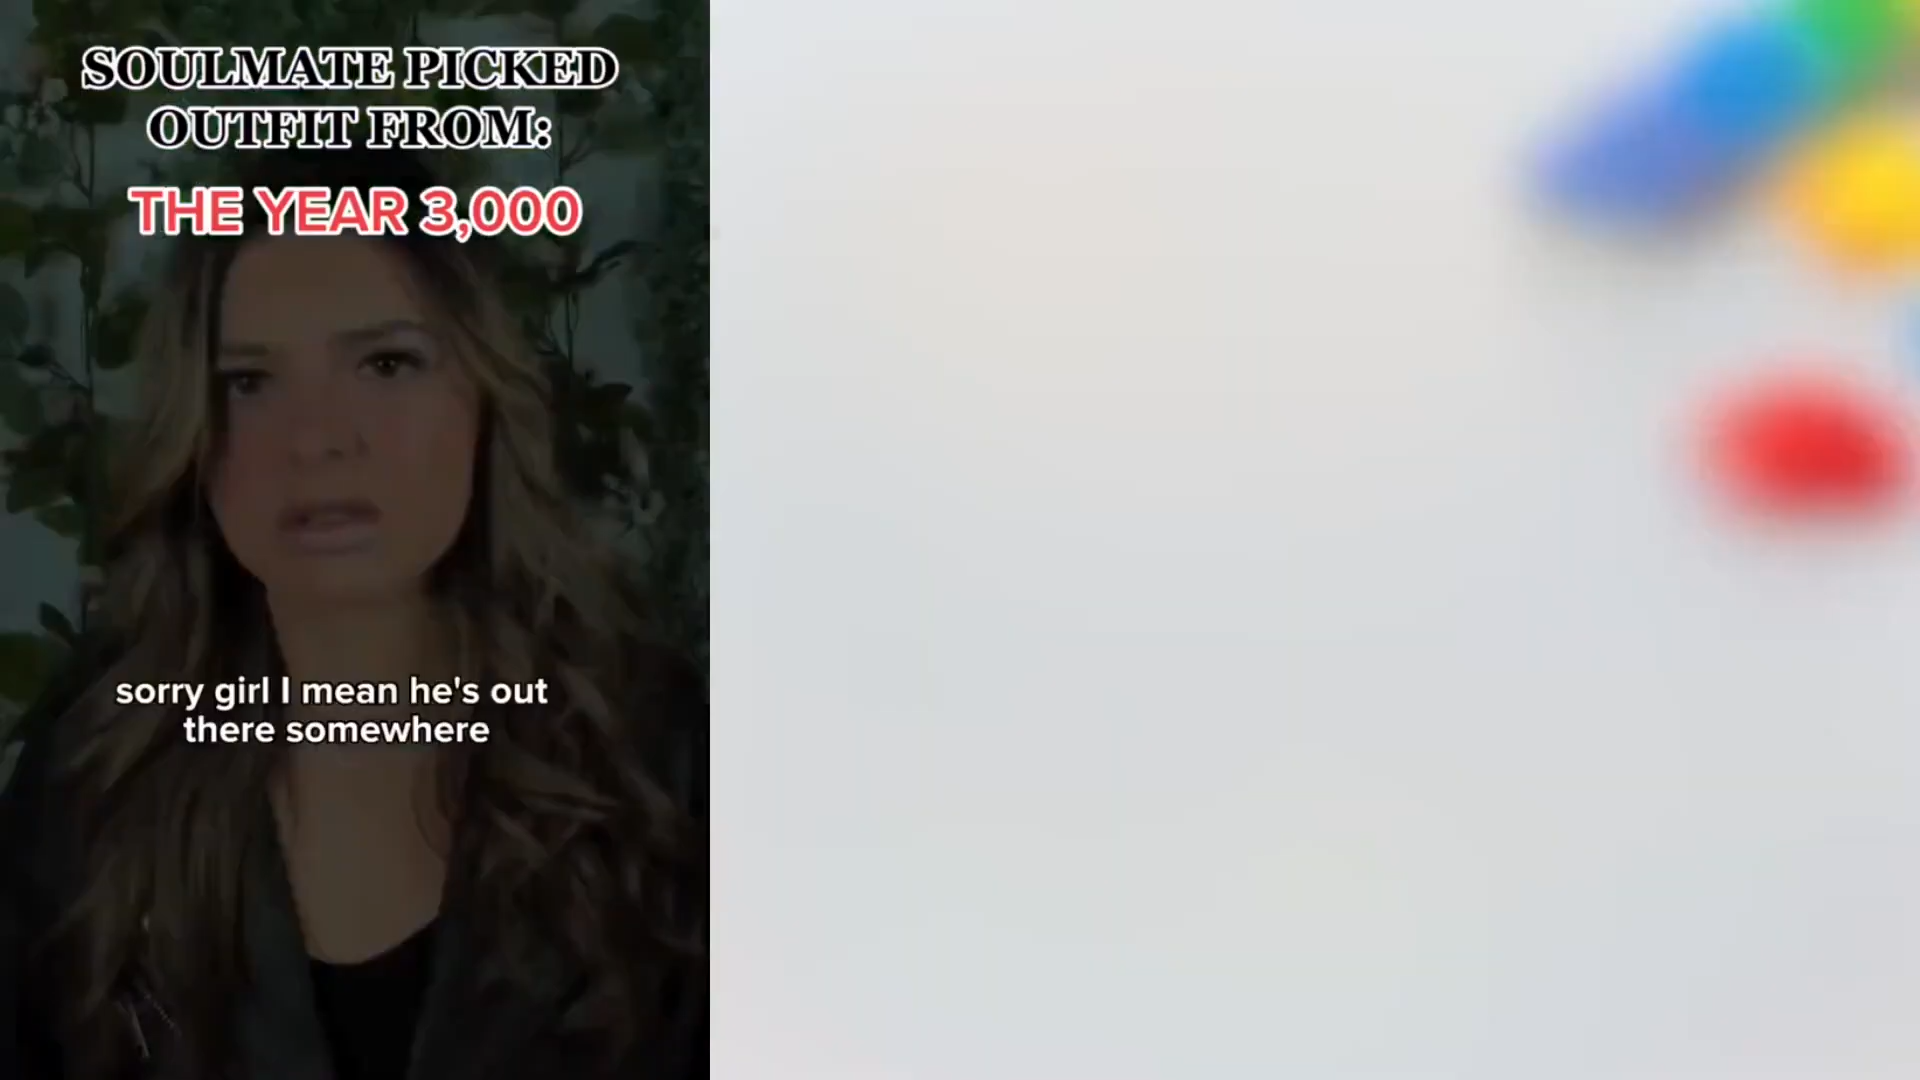 SOULMATE PICKED
OUTFIT FROM:
THE YEAR 3,000
sorry girl I mean he's out
there somewhere